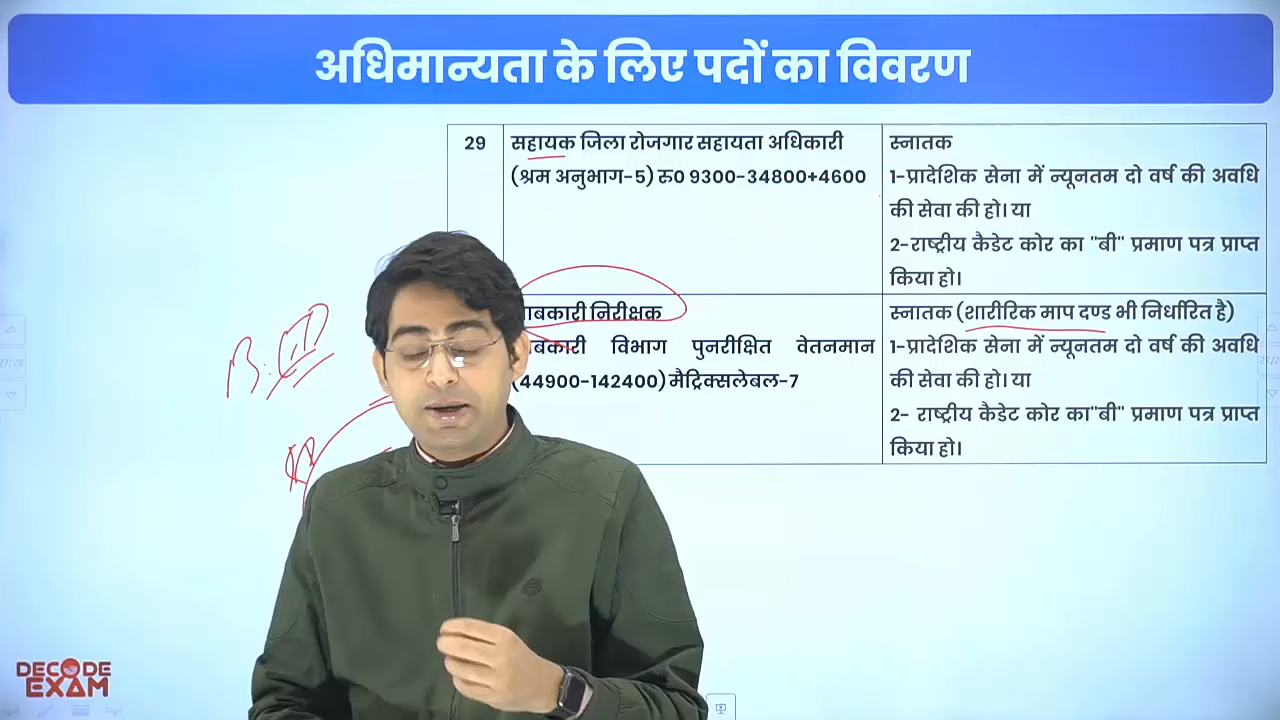 अधिमान्यता के लिए पदों का विवरण
29
सहायक जिला रोजगार सहायता अधिकारी
(श्रम अनुभाग-5) रु0 9300-34800+4600
स्नातक
1-प्रादेशिक सेना में न्यूनतम दो वर्ष की अवधि
की सेवा की हो। या
2-राष्ट्रीय कैडेट कोर का "बी" प्रमाण पत्र प्राप्त
किया हो।
निरीक्षक
विभाग पुनरीक्षित वेतनमान
(44900-142400) मैट्रिक्सलेबल-7
स्नातक (शारीरिक माप दण्ड भी निर्धारित है)
1-प्रादेशिक सेना में न्यूनतम दो वर्ष की अवधि
की सेवा की हो। या
2- राष्ट्रीय कैडेट कोर का"बी" प्रमाण पत्र प्राप्त
किया हो।
DECODE
EXAM